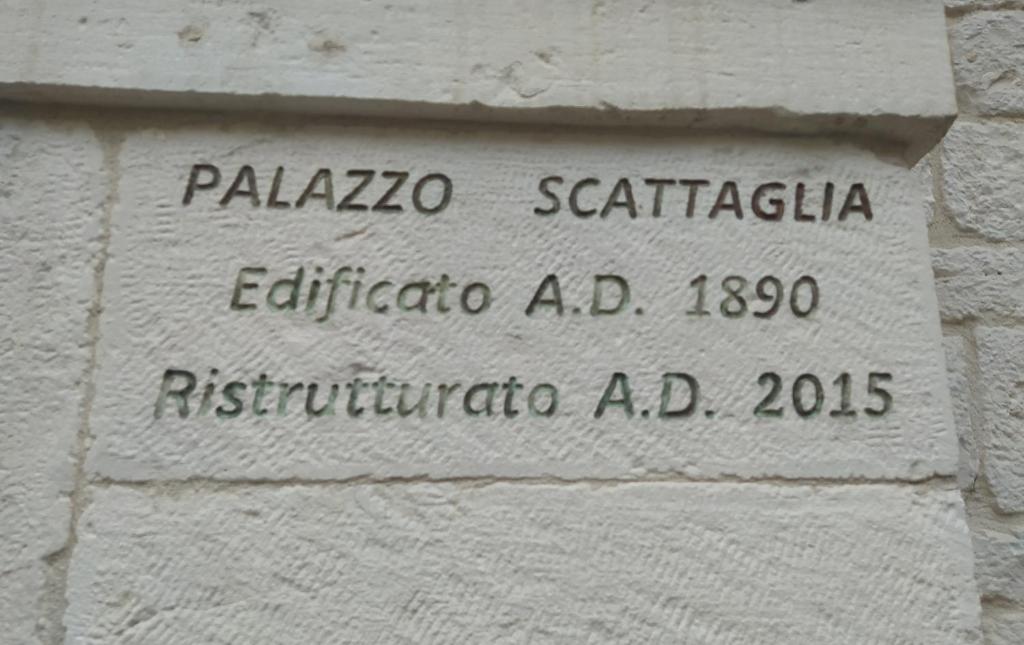 PALAZZO SCATTAGLIA
Edificato A.D. 1890
Ristrutturato A.D. 2015